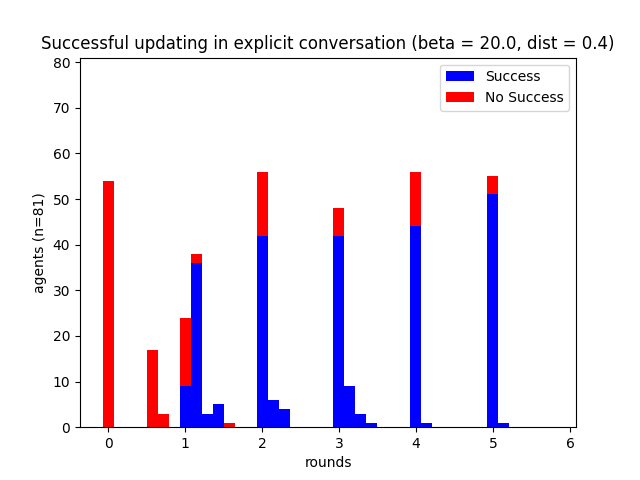 Successful updating in explicit conversation (beta = 20.0, dist = 0.4)
80
70
60
50
40
30
20
10
0
agents (n=81)
Success
No Success
0 1 2 3 4 5 6
rounds